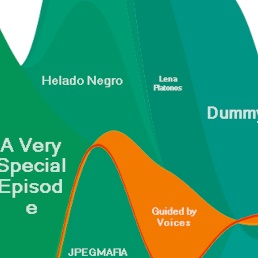 Helado Negro
Lena
Platonos
Dummy
A Very
Special
Episod
e
Guided by
Voices
JPEGMAFIA